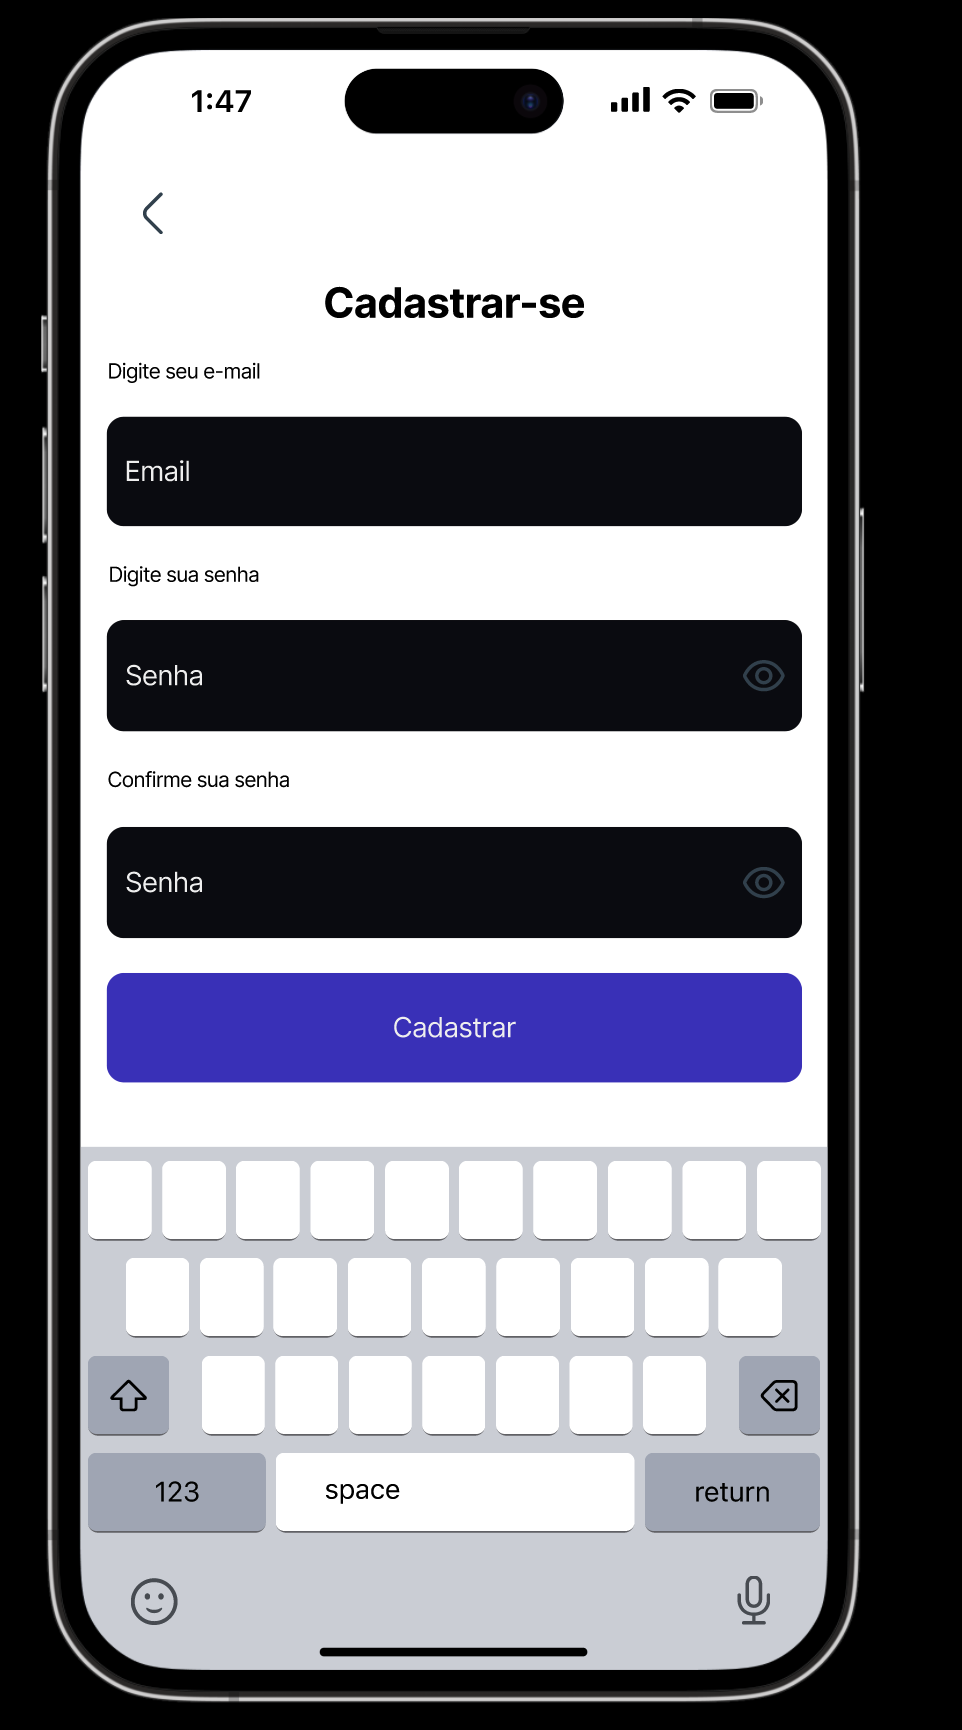 1:47
Cadastrar-se
Digite seu e-mail
Email
Digite sua senha
Senha
Confirme sua senha
Senha
Cadastrar
123 space return